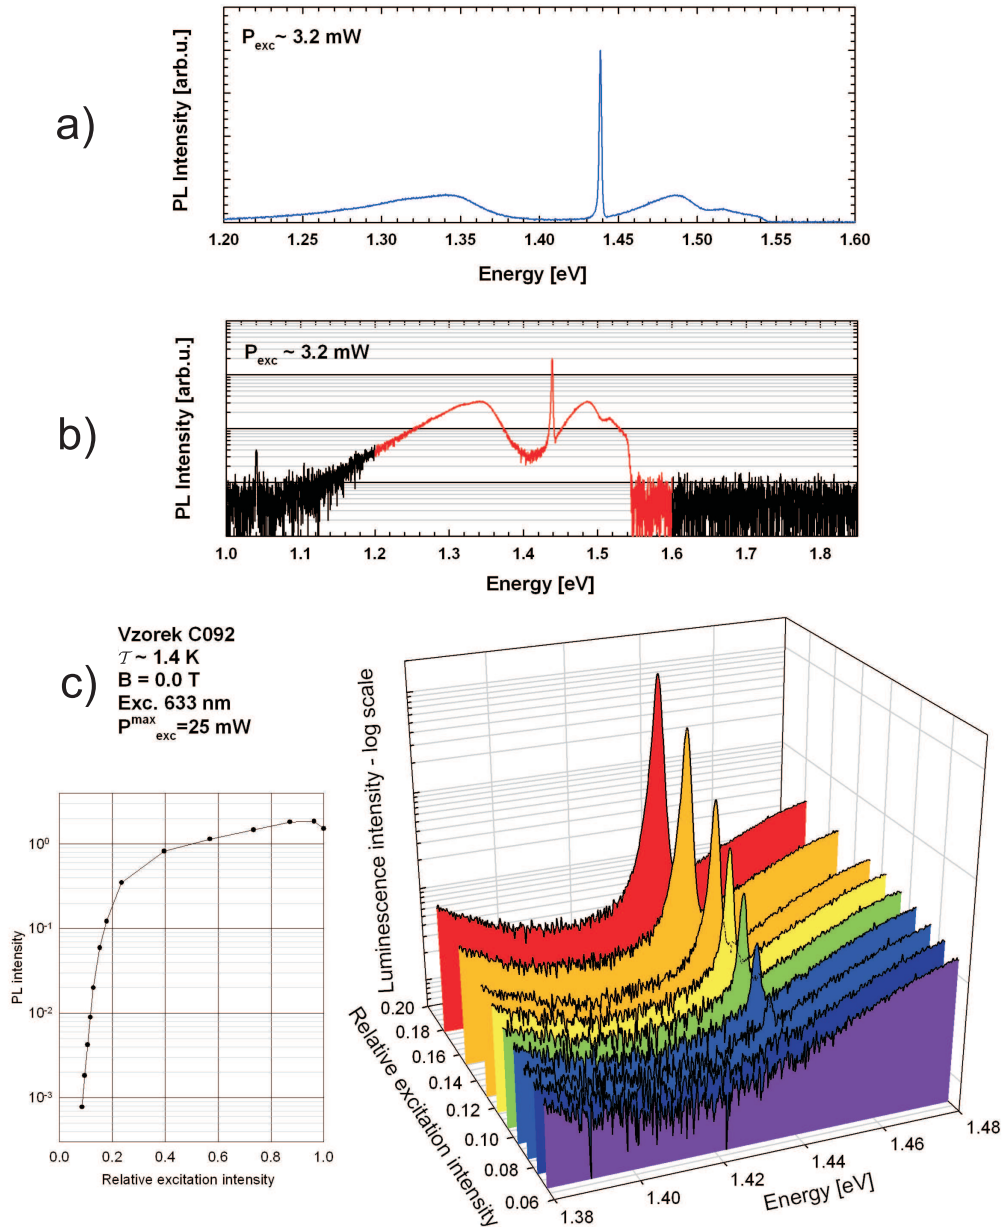 a)
P_exc ~ 3.2 mW
PL Intensity [arb.u.]
1.20 1.25 1.30 1.35 1.40 1.45 1.50 1.55 1.60
Energy [eV]
b)
P_exc ~ 3.2 mW
PL Intensity [arb.u.]
1.0 1.1 1.2 1.3 1.4 1.5 1.6 1.7 1.8
Energy [eV]
c)
Vzorek C092
T ~ 1.4 K
B = 0.0 T
Exc. 633 nm
P^max_exc=25 mW
PL intensity
10^0
10^-1
10^-2
10^-3
0.0 0.2 0.4 0.6 0.8 1.0
Relative excitation intensity
Luminescence intensity - log scale
0.20
0.18
0.16
0.14
0.12
0.10
0.08
0.06
Relative excitation intensity
1.38 1.40 1.42 1.44 1.46 1.48
Energy [eV]